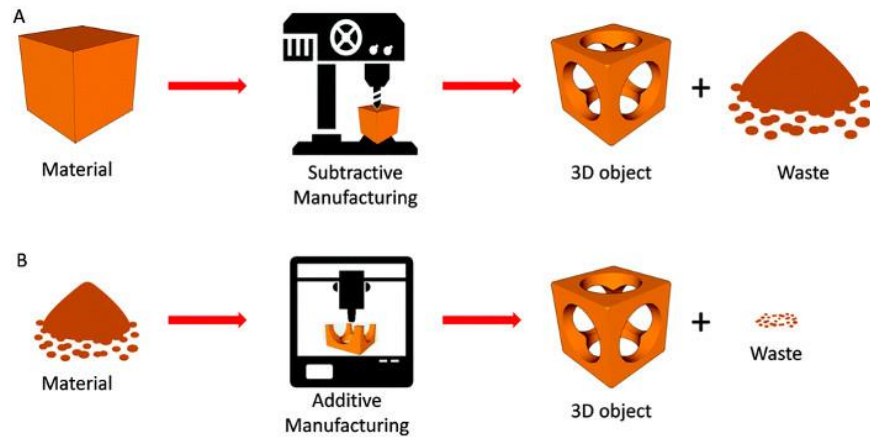 A
Material
Subtractive
Manufacturing
3D object
+
Waste
B
Material
Additive
Manufacturing
3D object
+
Waste